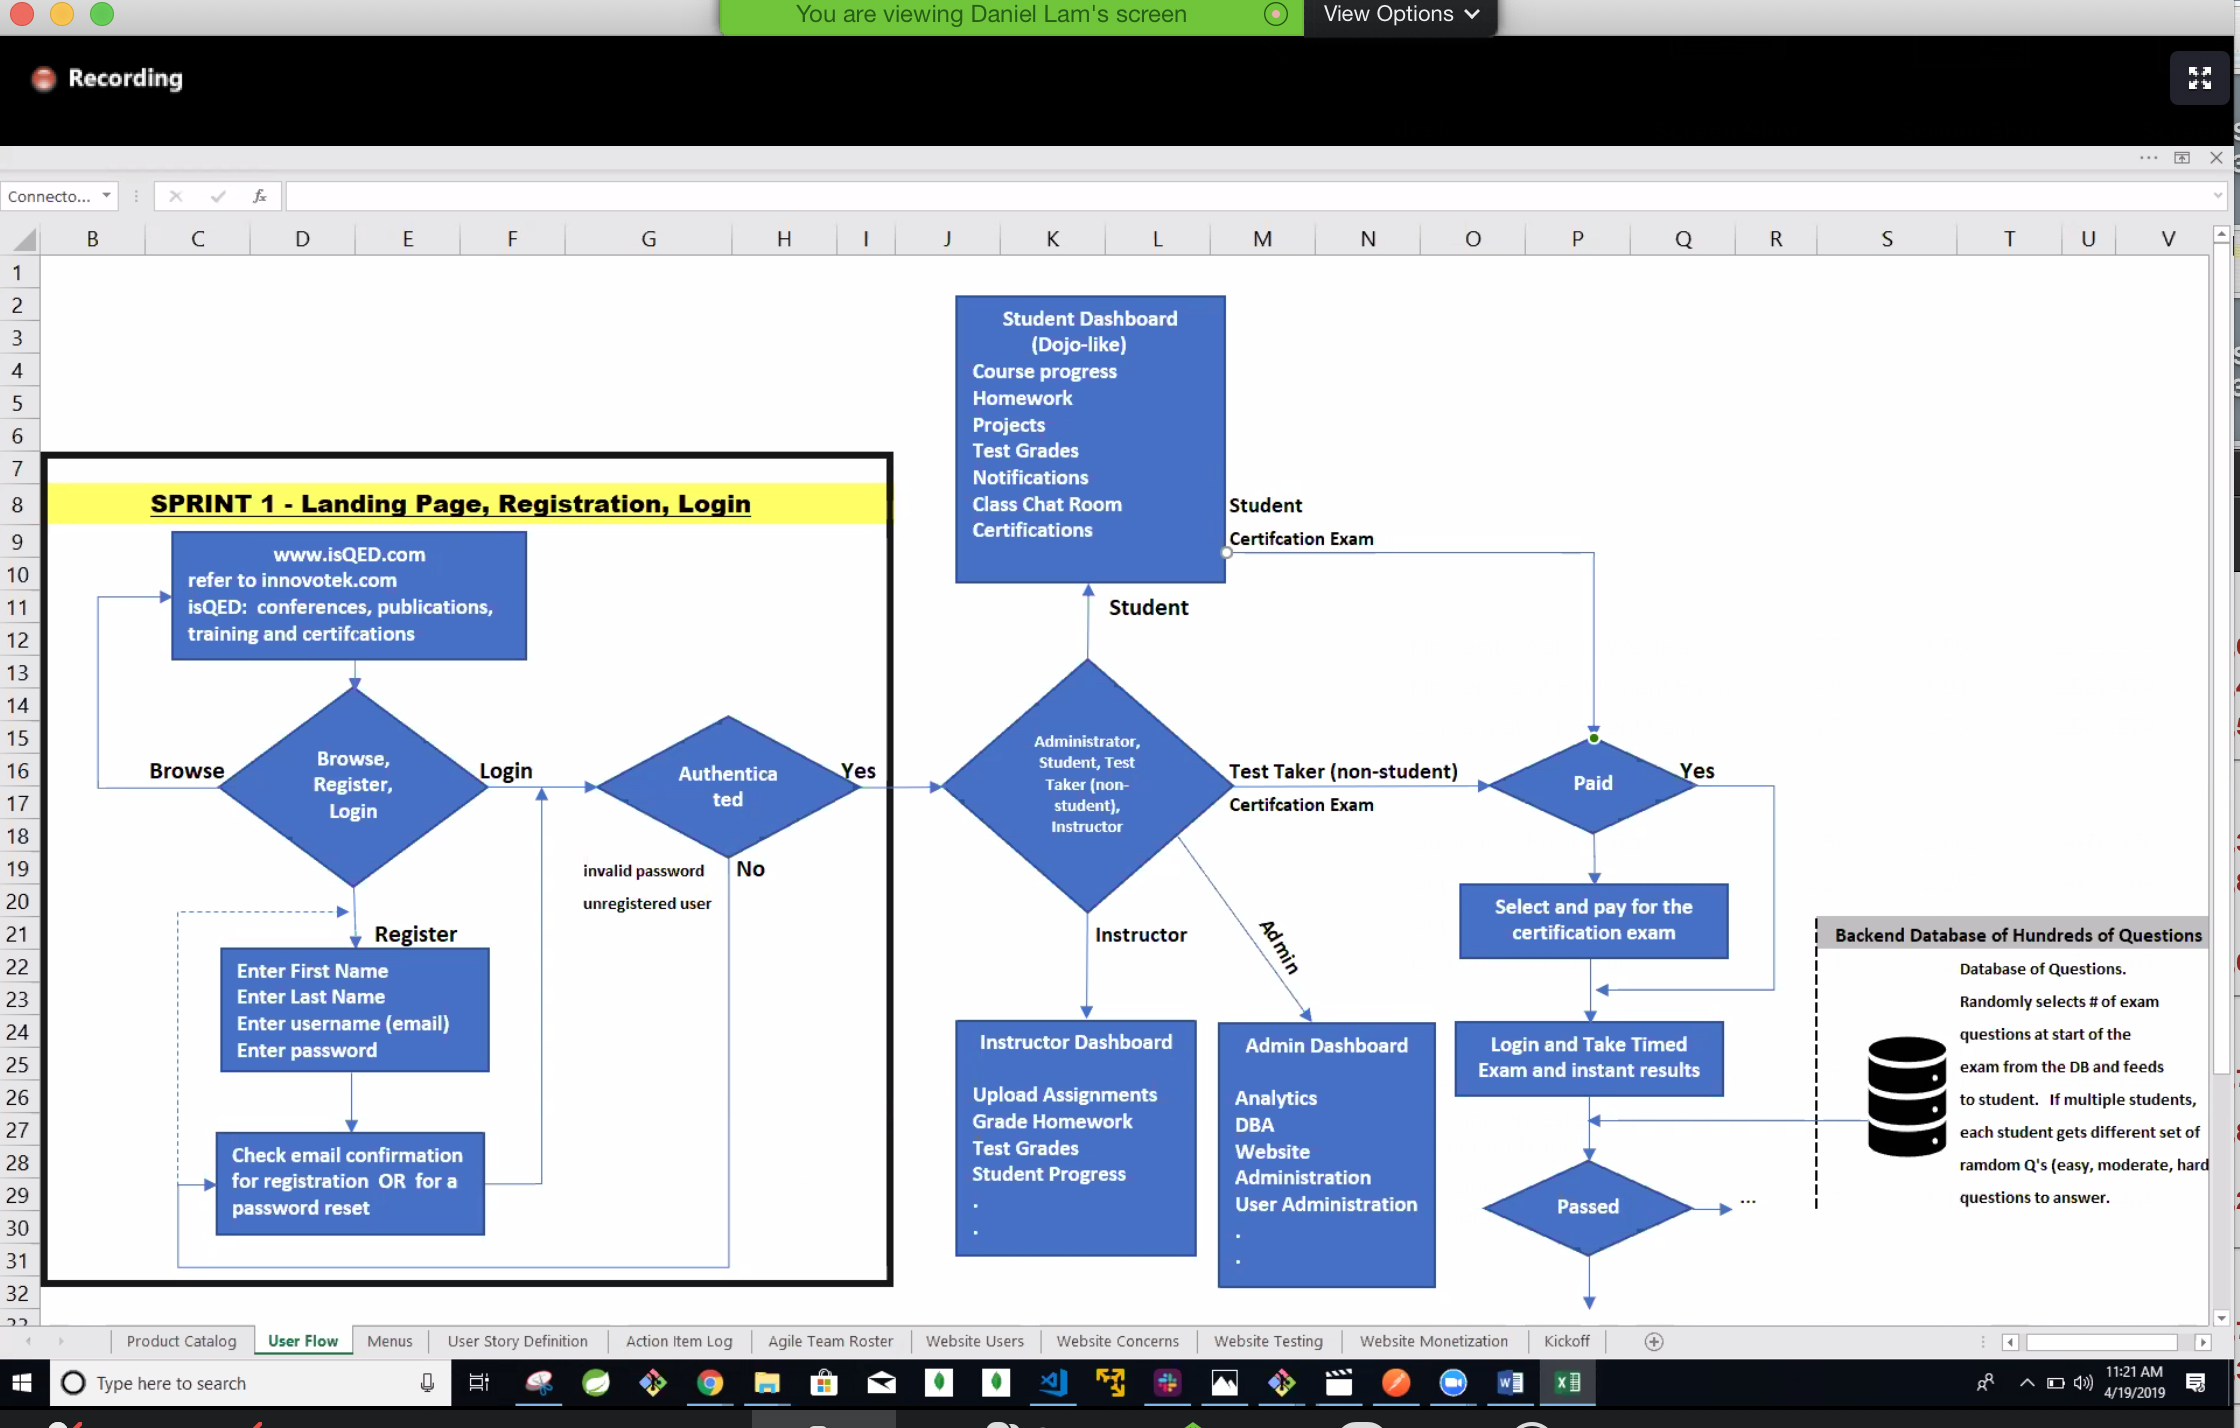 You are viewing Daniel Lam's screen
View Options
Recording
Connecto...
fx
B C D E F G H I J K L M N O P Q R S T U V
1
2
3
4
5
6
7
8
9
10
11
12
13
14
15
16
17
18
19
20
21
22
23
24
25
26
27
28
29
30
31
32
SPRINT 1 - Landing Page, Registration, Login
www.isQED.com
refer to innovotek.com
isQED: conferences, publications,
training and certifcations
Browse
Browse,
Register,
Login
Login
Authentica
ted
Yes
No
invalid password
unregistered user
Register
Enter First Name
Enter Last Name
Enter username (email)
Enter password
Check email confirmation
for registration OR for a
password reset
Student Dashboard
(Dojo-like)
Course progress
Homework
Projects
Test Grades
Notifications
Class Chat Room
Certifications
Student
Certifcation Exam
Student
Administrator,
Student, Test
Taker (non-
student),
Instructor
Test Taker (non-student)
Certifcation Exam
Instructor
Admin
Instructor Dashboard
Upload Assignments
Grade Homework
Test Grades
Student Progress
.
.
Admin Dashboard
Analytics
DBA
Website
Administration
User Administration
.
.
Paid
Yes
Select and pay for the
certification exam
Login and Take Timed
Exam and instant results
Passed
...
Backend Database of Hundreds of Questions
Database of Questions.
Randomly selects # of exam
questions at start of the
exam from the DB and feeds
to student. If multiple students,
each student gets different set of
ramdom Q's (easy, moderate, hard
questions to answer.
Product Catalog
User Flow
Menus
User Story Definition
Action Item Log
Agile Team Roster
Website Users
Website Concerns
Website Testing
Website Monetization
Kickoff
Type here to search
11:21 AM
4/19/2019